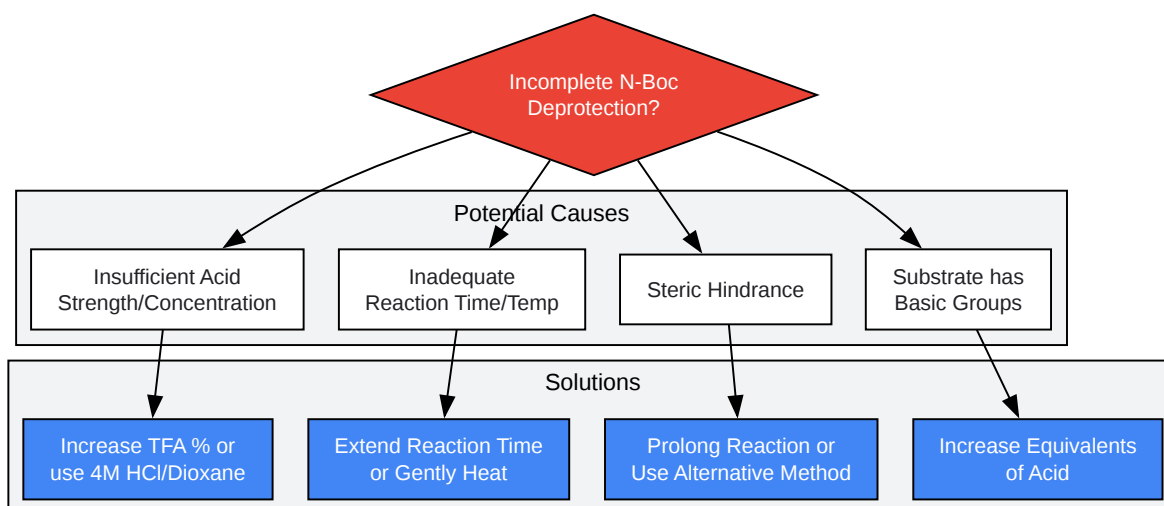 Incomplete N-Boc
Deprotection?
Potential Causes
Insufficient Acid
Strength/Concentration
Inadequate
Reaction Time/Temp
Steric Hindrance
Substrate has
Basic Groups
Solutions
Increase TFA % or
use 4M HCl/Dioxane
Extend Reaction Time
or Gently Heat
Prolong Reaction or
Use Alternative Method
Increase Equivalents
of Acid